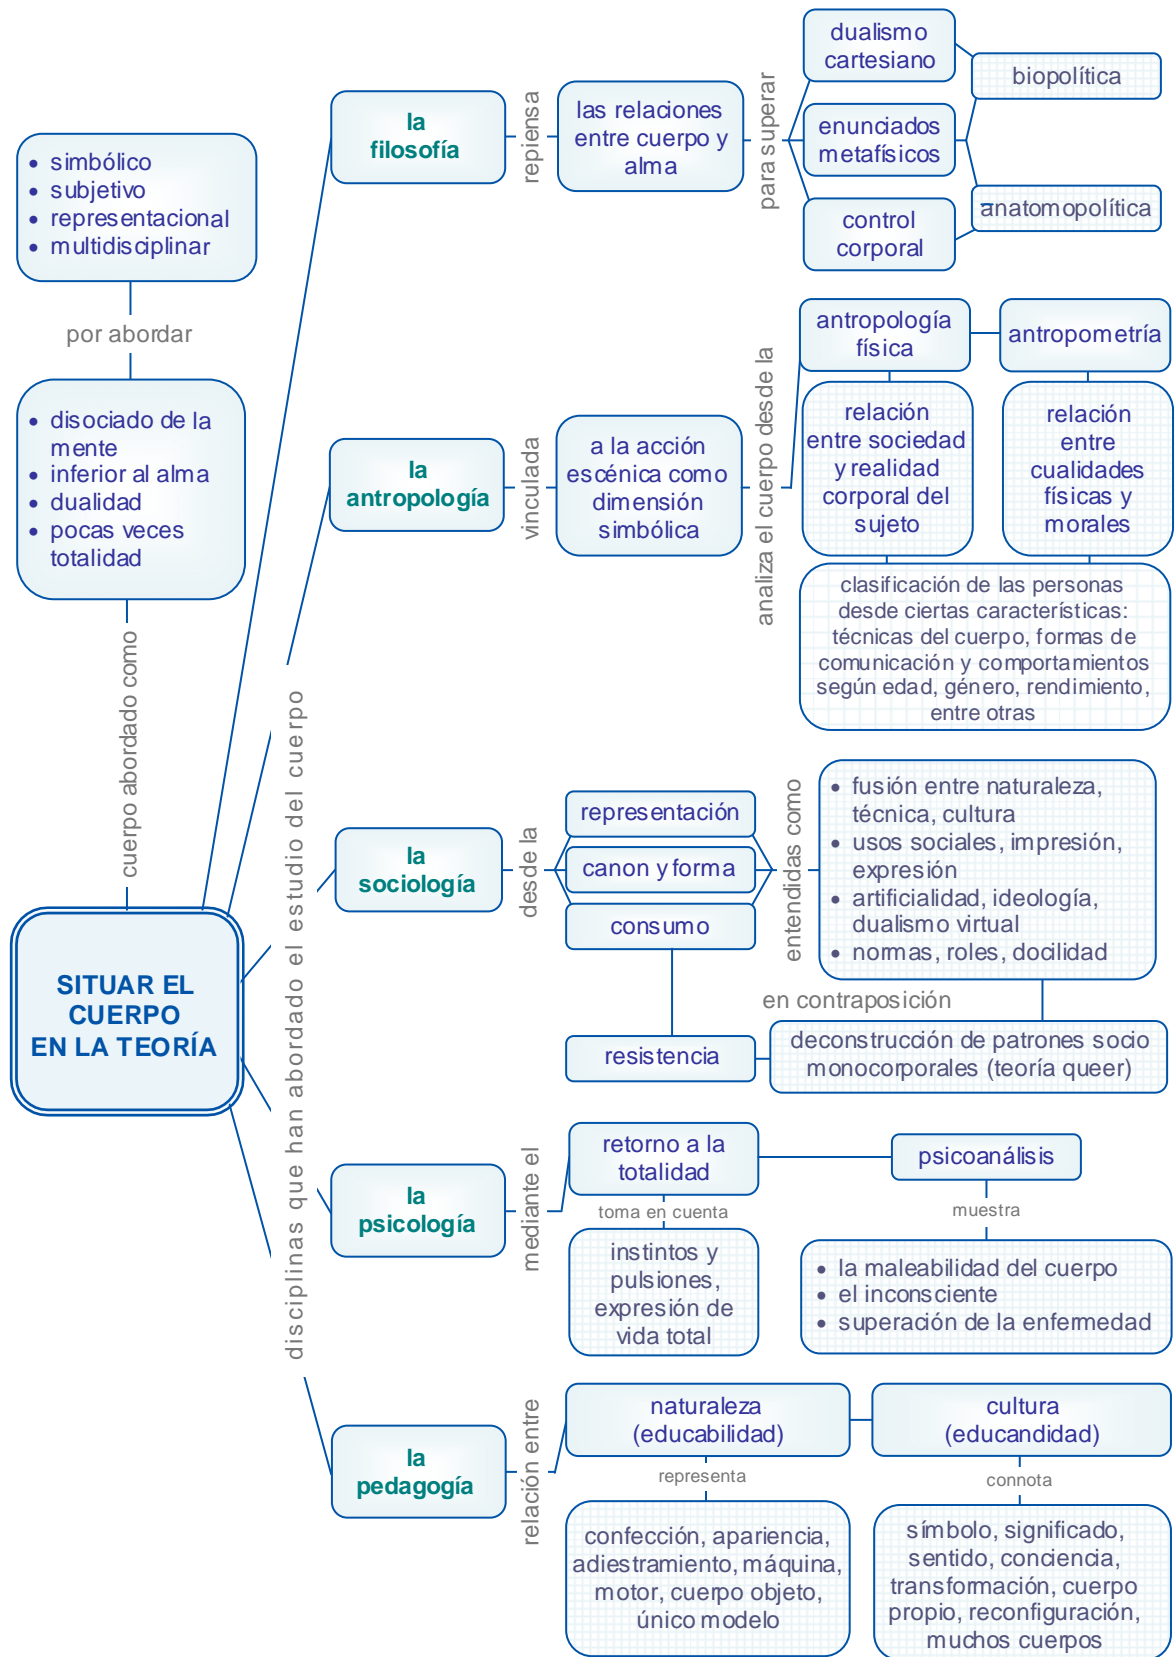 • simbólico
• subjetivo
• representacional
• multidisciplinar
por abordar
• disociado de la
mente
• inferior al alma
• dualidad
• pocas veces
totalidad
cuerpo abordado como
SITUAR EL
CUERPO
EN LA TEORÍA
disciplinas que han abordado el estudio del cuerpo
la
filosofía
repiensa
las relaciones
entre cuerpo y
alma
para superar
dualismo
cartesiano
enunciados
metafísicos
control
corporal
biopolítica
anatomopolítica
la
antropología
vinculada
a la acción
escénica como
dimensión
simbólica
analiza el cuerpo desde la
antropología
física
antropometría
relación
entre sociedad
y realidad
corporal del
sujeto
relación
entre
cualidades
físicas y
morales
clasificación de las personas
desde ciertas características:
técnicas del cuerpo, formas de
comunicación y comportamientos
según edad, género, rendimiento,
entre otras
la
sociología
desde la
representación
canon y forma
consumo
entendidas como
• fusión entre naturaleza,
técnica, cultura
• usos sociales, impresión,
expresión
• artificialidad, ideología,
dualismo virtual
• normas, roles, docilidad
en contraposición
resistencia
deconstrucción de patrones socio
monocorporales (teoría queer)
la
psicología
mediante el
retorno a la
totalidad
toma en cuenta
instintos y
pulsiones,
expresión de
vida total
psicoanálisis
muestra
• la maleabilidad del cuerpo
• el inconsciente
• superación de la enfermedad
la
pedagogía
relación entre
naturaleza
(educabilidad)
representa
confección, apariencia,
adiestramiento, máquina,
motor, cuerpo objeto,
único modelo
cultura
(educandidad)
connota
símbolo, significado,
sentido, conciencia,
transformación, cuerpo
propio, reconfiguración,
muchos cuerpos